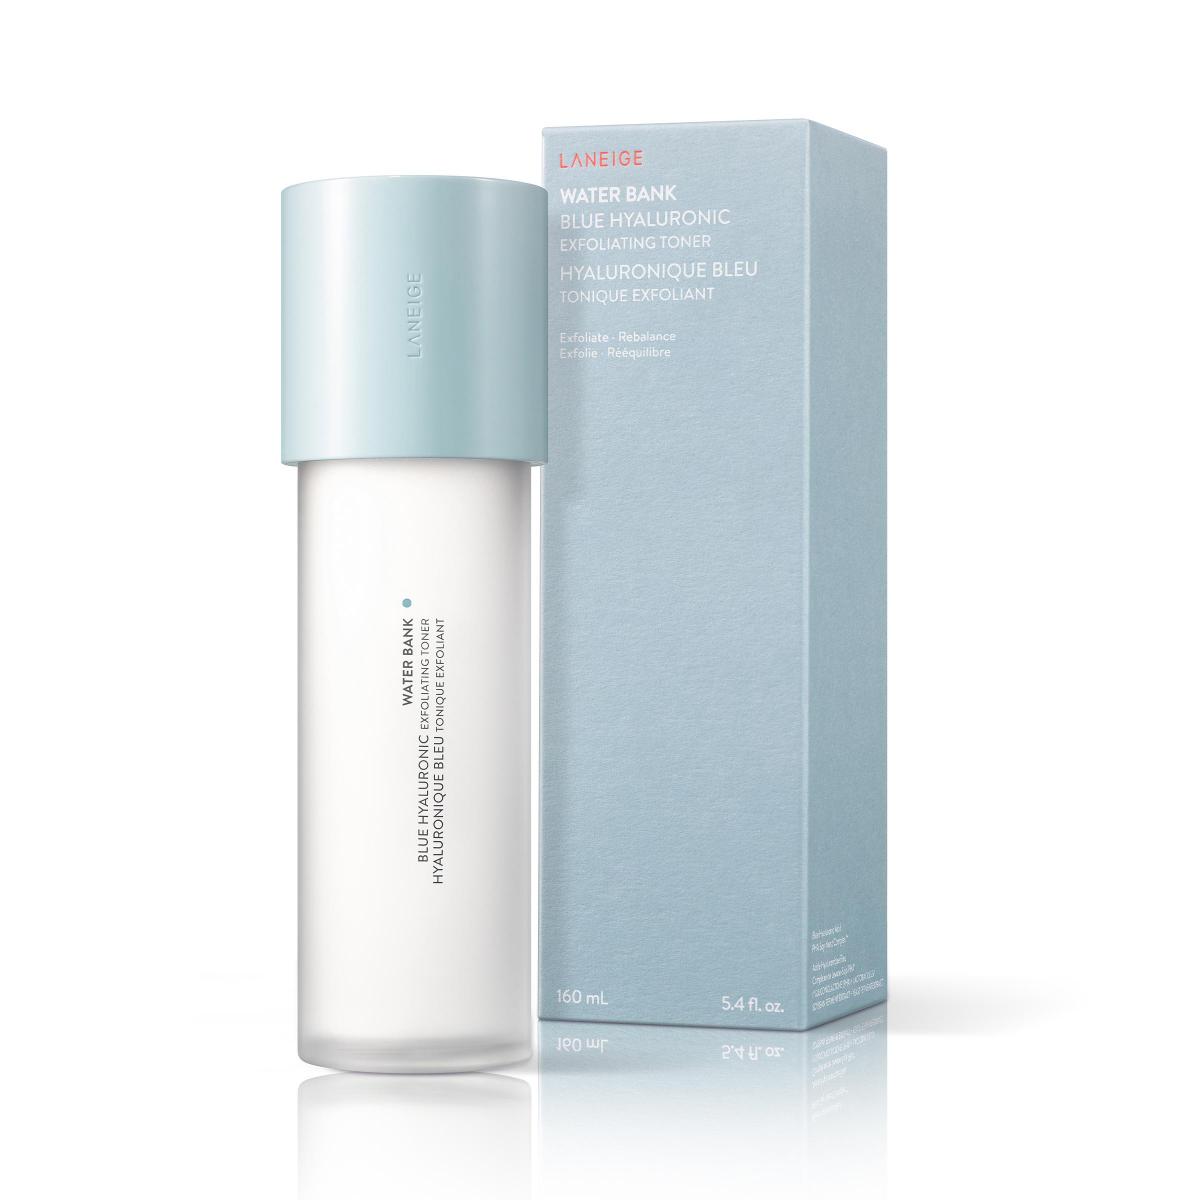 LANEIGE
WATER BANK
BLUE HYALURONIC EXFOLIATING TONER
HYALURONIQUE BLEU TONIQUE EXFOLIANT
LANEIGE
WATER BANK
BLUE HYALURONIC
EXFOLIATING TONER
HYALURONIQUE BLEU
TONIQUE EXFOLIANT
Exfoliate · Rebalance
Exfolie · Rééquilibre
160 mL
5.4 fl. oz.